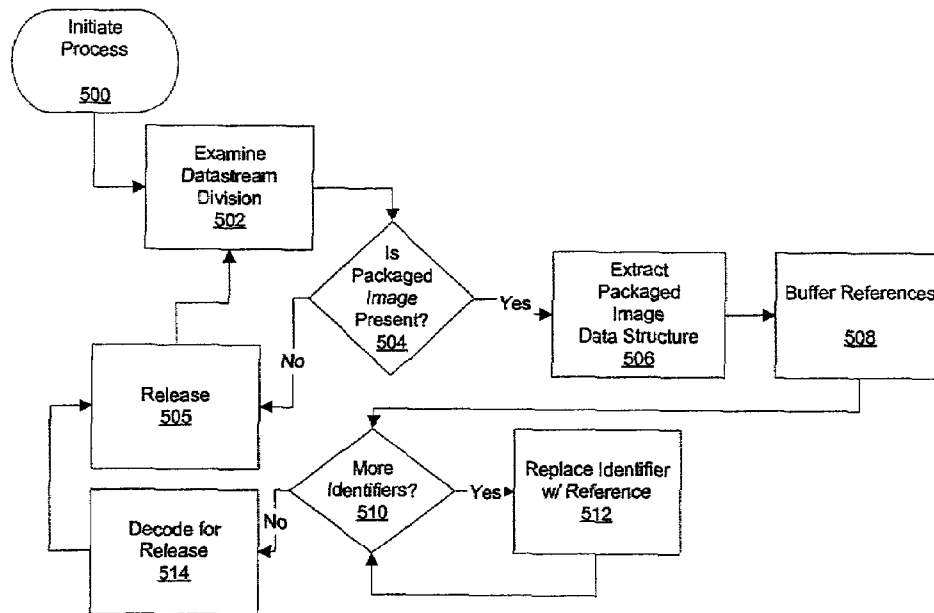 Initiate
Process
500
Examine
Datastream
Division
502
Is
Packaged
Image
Present?
504
Yes
No
Extract
Packaged
Image
Data Structure
506
Buffer References
508
Release
505
More
Identifiers?
510
Yes
No
Replace Identifier
w/ Reference
512
Decode for
Release
514